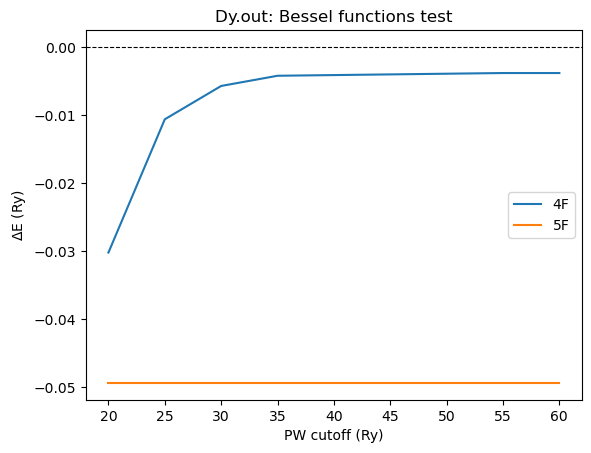 Dy.out: Bessel functions test
0.00
−0.01
−0.02
−0.03
−0.04
−0.05
ΔE (Ry)
4F
5F
20 25 30 35 40 45 50 55 60
PW cutoff (Ry)